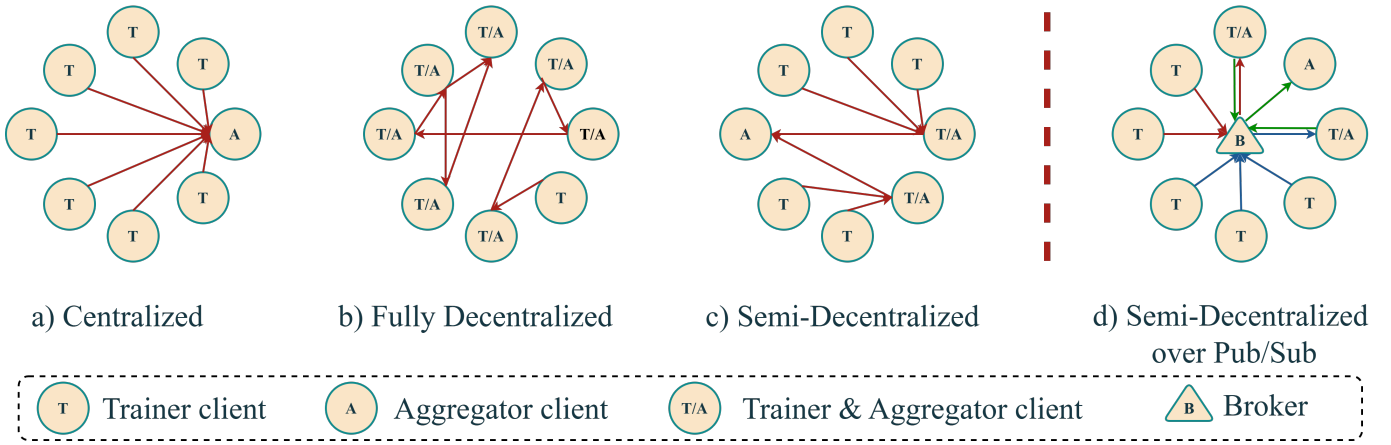 T
T
T
T
A
T
T
T
T/A
T/A
T/A
T/A
T/A
T/A
T
T/A
T
T
T
A
T/A
T
T/A
T
T/A
T
A
T
B
T/A
T
T
T
a) Centralized
b) Fully Decentralized
c) Semi-Decentralized
d) Semi-Decentralized
over Pub/Sub
T Trainer client
A Aggregator client
T/A Trainer & Aggregator client
B Broker